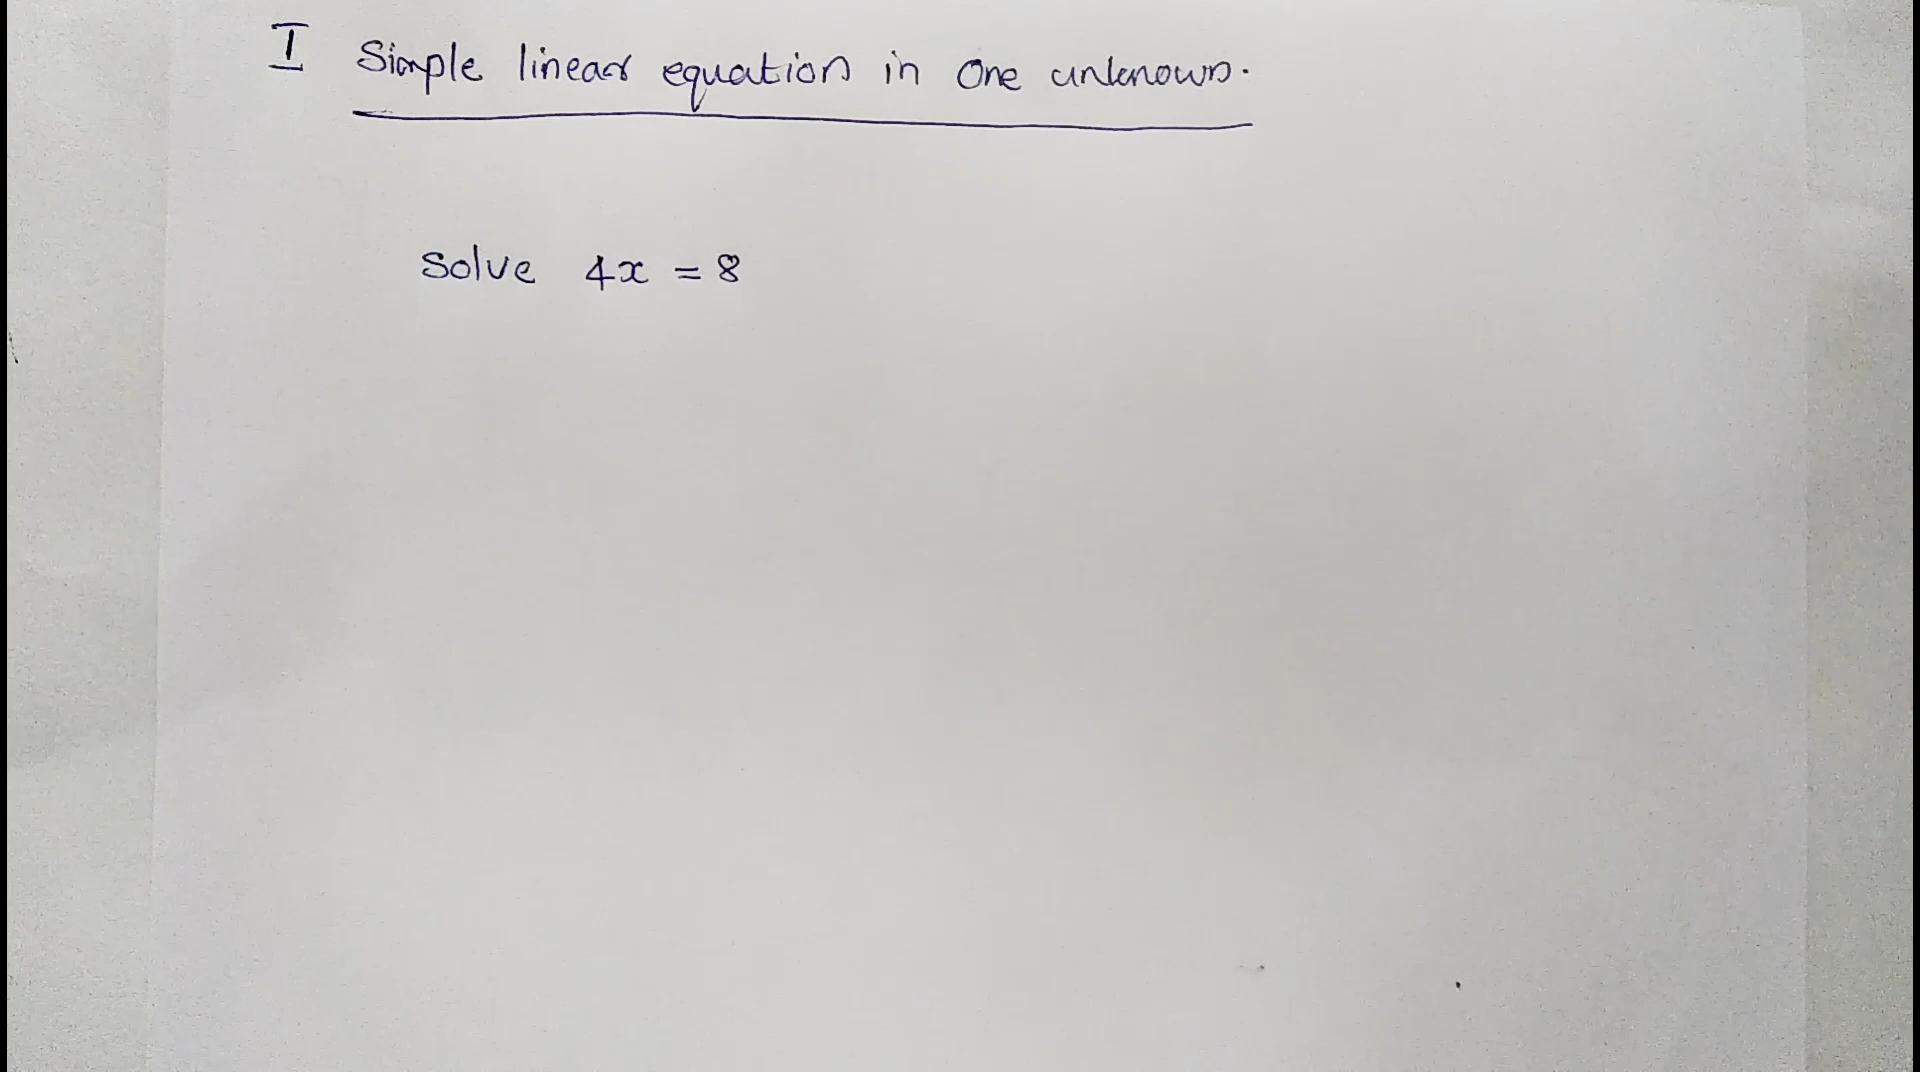 I Simple linear equation in One unknown.
Solve 4x = 8